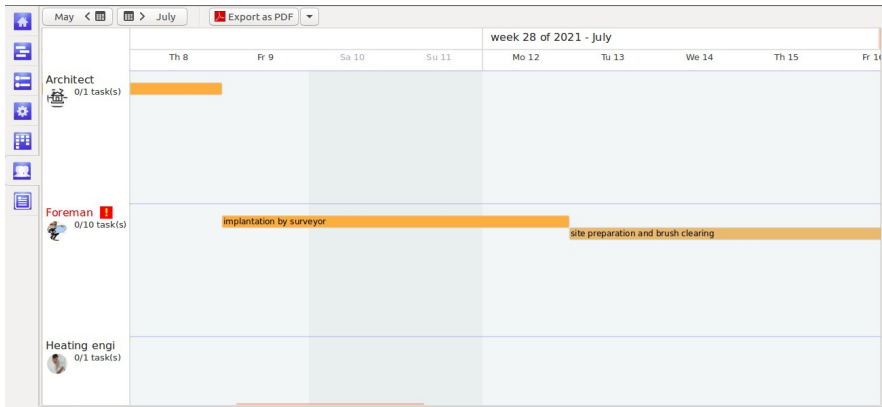 May
July
Export as PDF
week 28 of 2021 - July
Th 8 Fr 9 Sa 10 Su 11 Mo 12 Tu 13 We 14 Th 15 Fr 16
Architect
0/1 task(s)
Foreman !
0/10 task(s)
implantation by surveyor
site preparation and brush clearing
Heating engi
0/1 task(s)